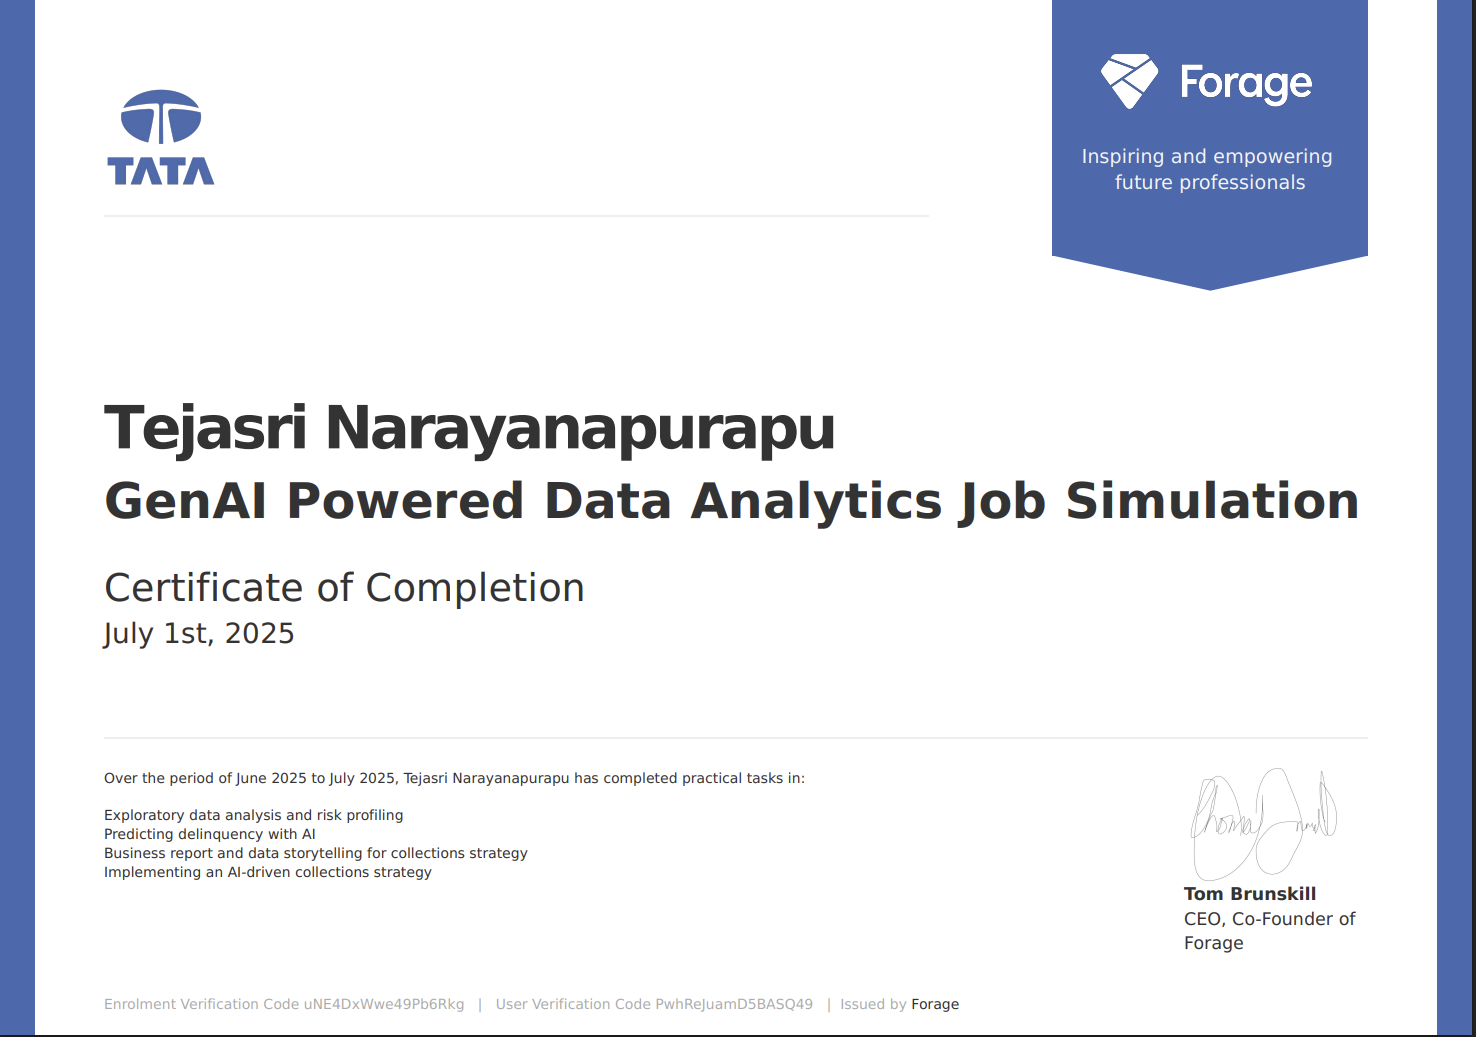 TATA
Forage
Inspiring and empowering
future professionals
Tejasri Narayanapurapu
GenAI Powered Data Analytics Job Simulation
Certificate of Completion
July 1st, 2025
Over the period of June 2025 to July 2025, Tejasri Narayanapurapu has completed practical tasks in:
Exploratory data analysis and risk profiling
Predicting delinquency with AI
Business report and data storytelling for collections strategy
Implementing an AI-driven collections strategy
Tom Brunskill
CEO, Co-Founder of
Forage
Enrolment Verification Code uNE4DxWwe49Pb6Rkg | User Verification Code PwhReJuamD5BASQ49 | Issued by Forage